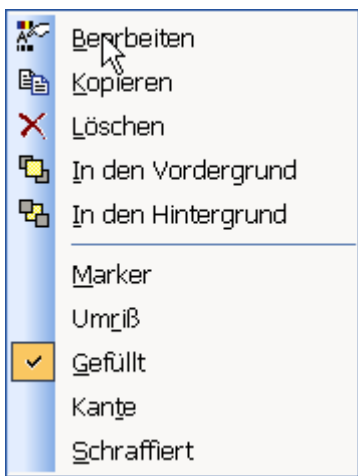 Bearbeiten
Kopieren
Löschen
In den Vordergrund
In den Hintergrund
Marker
Umriß
Gefüllt
Kante
Schraffiert